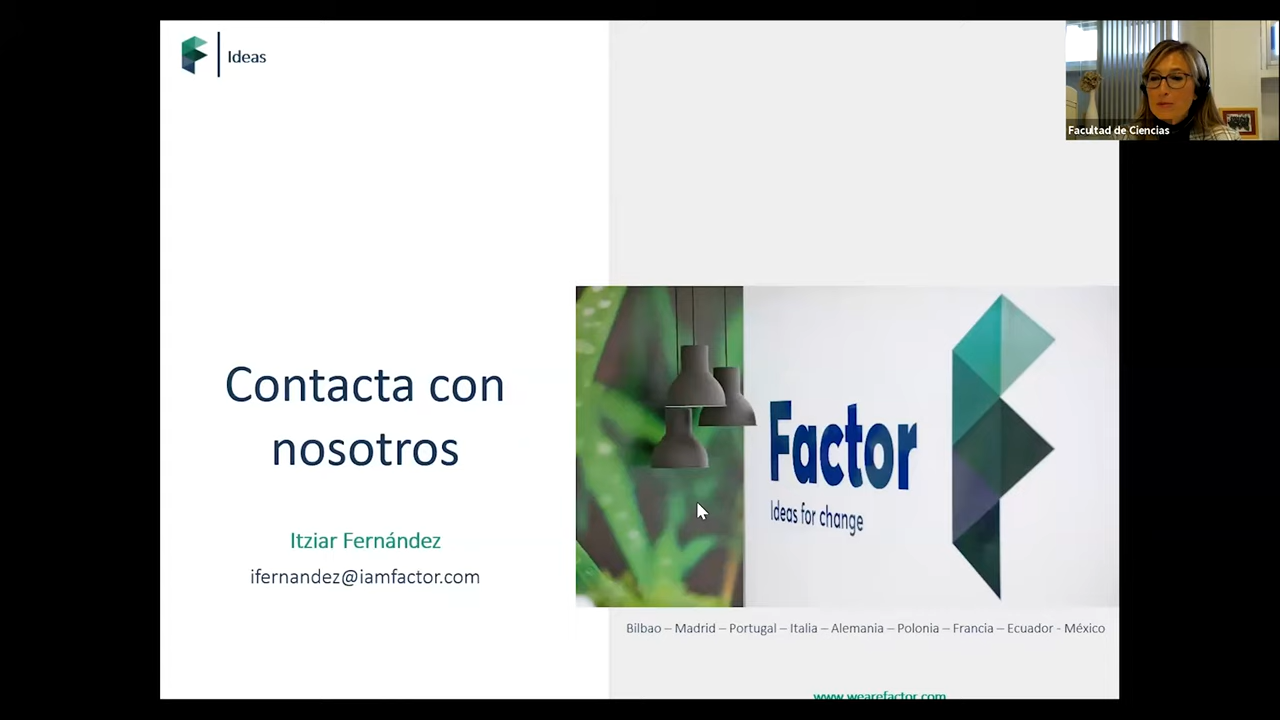 Ideas
Facultad de Ciencias
Contacta con
nosotros
Itziar Fernández
ifernandez@iamfactor.com
Factor
Ideas for change
Bilbao – Madrid – Portugal – Italia – Alemania – Polonia – Francia – Ecuador - México
www.wearefactor.com